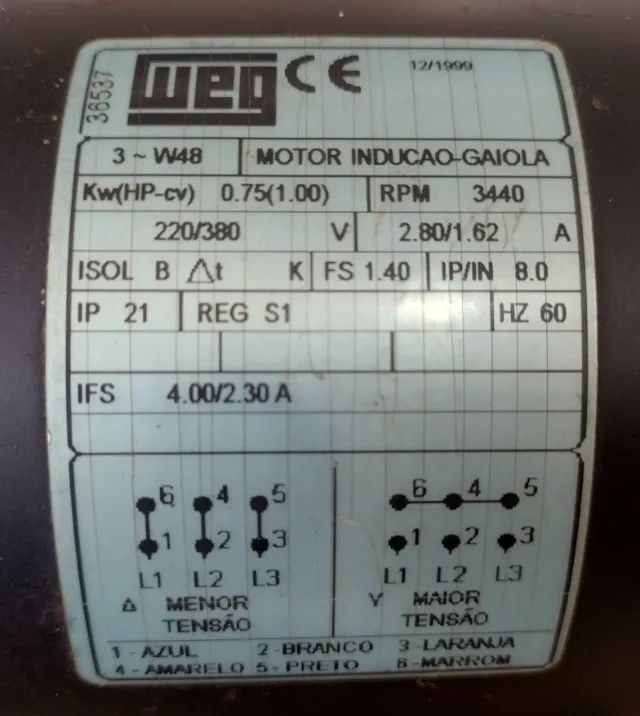 36537
WEG CE 12/1999
3 ~ W48 MOTOR INDUCAO-GAIOLA
Kw(HP-cv) 0.75(1.00) RPM 3440
220/380 V 2.80/1.62 A
ISOL B Δt K FS 1.40 IP/IN 8.0
IP 21 REG S1 HZ 60
IFS 4.00/2.30 A
6 4 5 6 4 5
1 2 3 1 2 3
L1 L2 L3 L1 L2 L3
Δ MENOR Y MAIOR
TENSÃO TENSÃO
1 - AZUL 2 - BRANCO 3 - LARANJA
4 - AMARELO 5 - PRETO 6 - MARROM